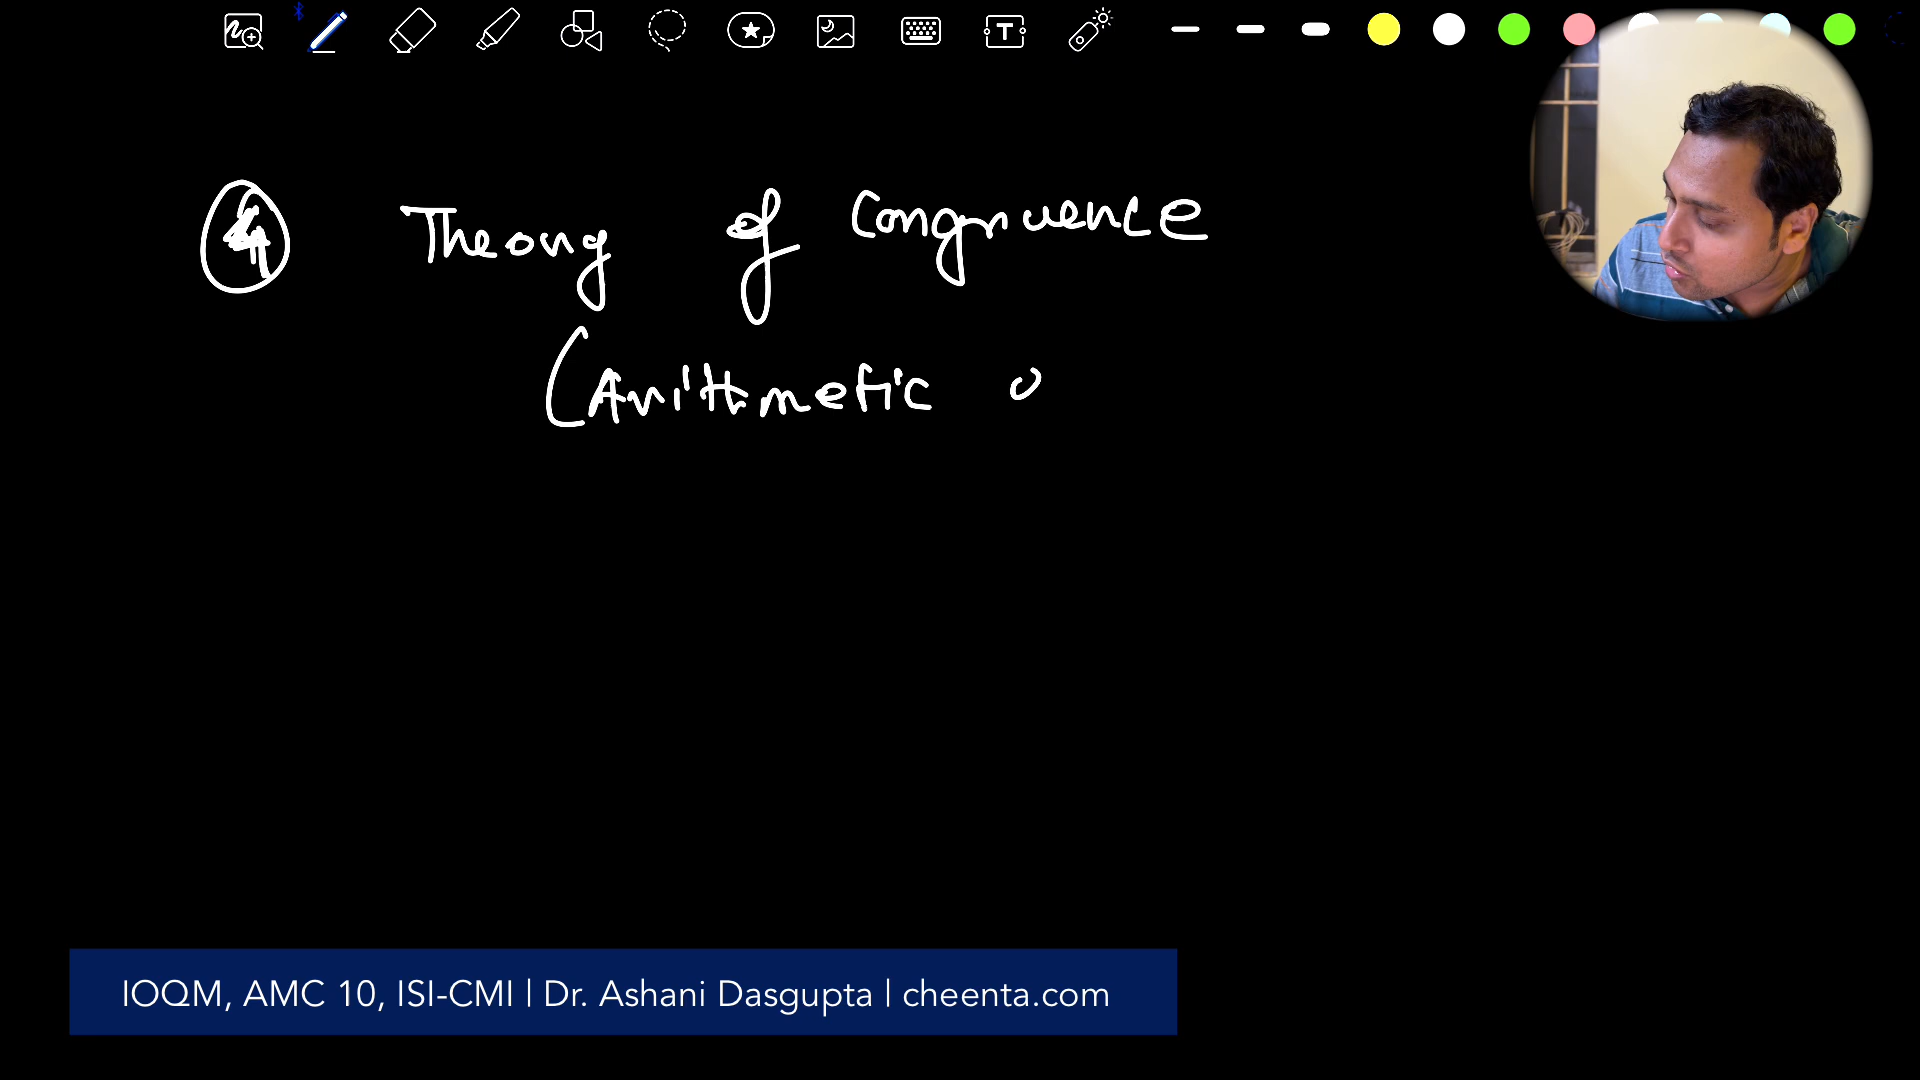 4 Theory of Congruence
(Arithmetic o
IOQM, AMC 10, ISI-CMI | Dr. Ashani Dasgupta | cheenta.com